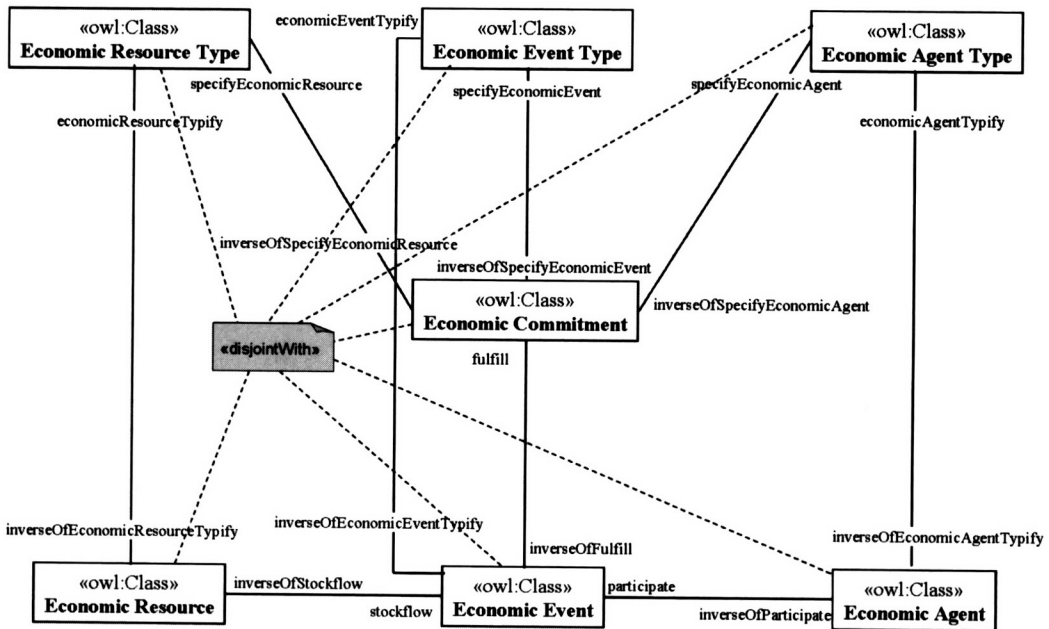 economicEventTypify
«owl:Class»
Economic Resource Type
«owl:Class»
Economic Event Type
«owl:Class»
Economic Agent Type
specifyEconomicResource
specifyEconomicEvent
specifyEconomicAgent
economicResourceTypify
economicAgentTypify
inverseOfSpecifyEconomicResource
inverseOfSpecifyEconomicEvent
«owl:Class»
Economic Commitment
inverseOfSpecifyEconomicAgent
«disjointWith»
fulfill
inverseOfEconomicResourceTypify
inverseOfEconomicEventTypify
inverseOfFulfill
inverseOfEconomicAgentTypify
«owl:Class»
Economic Resource
inverseOfStockflow
stockflow
«owl:Class»
Economic Event
participate
inverseOfParticipate
«owl:Class»
Economic Agent